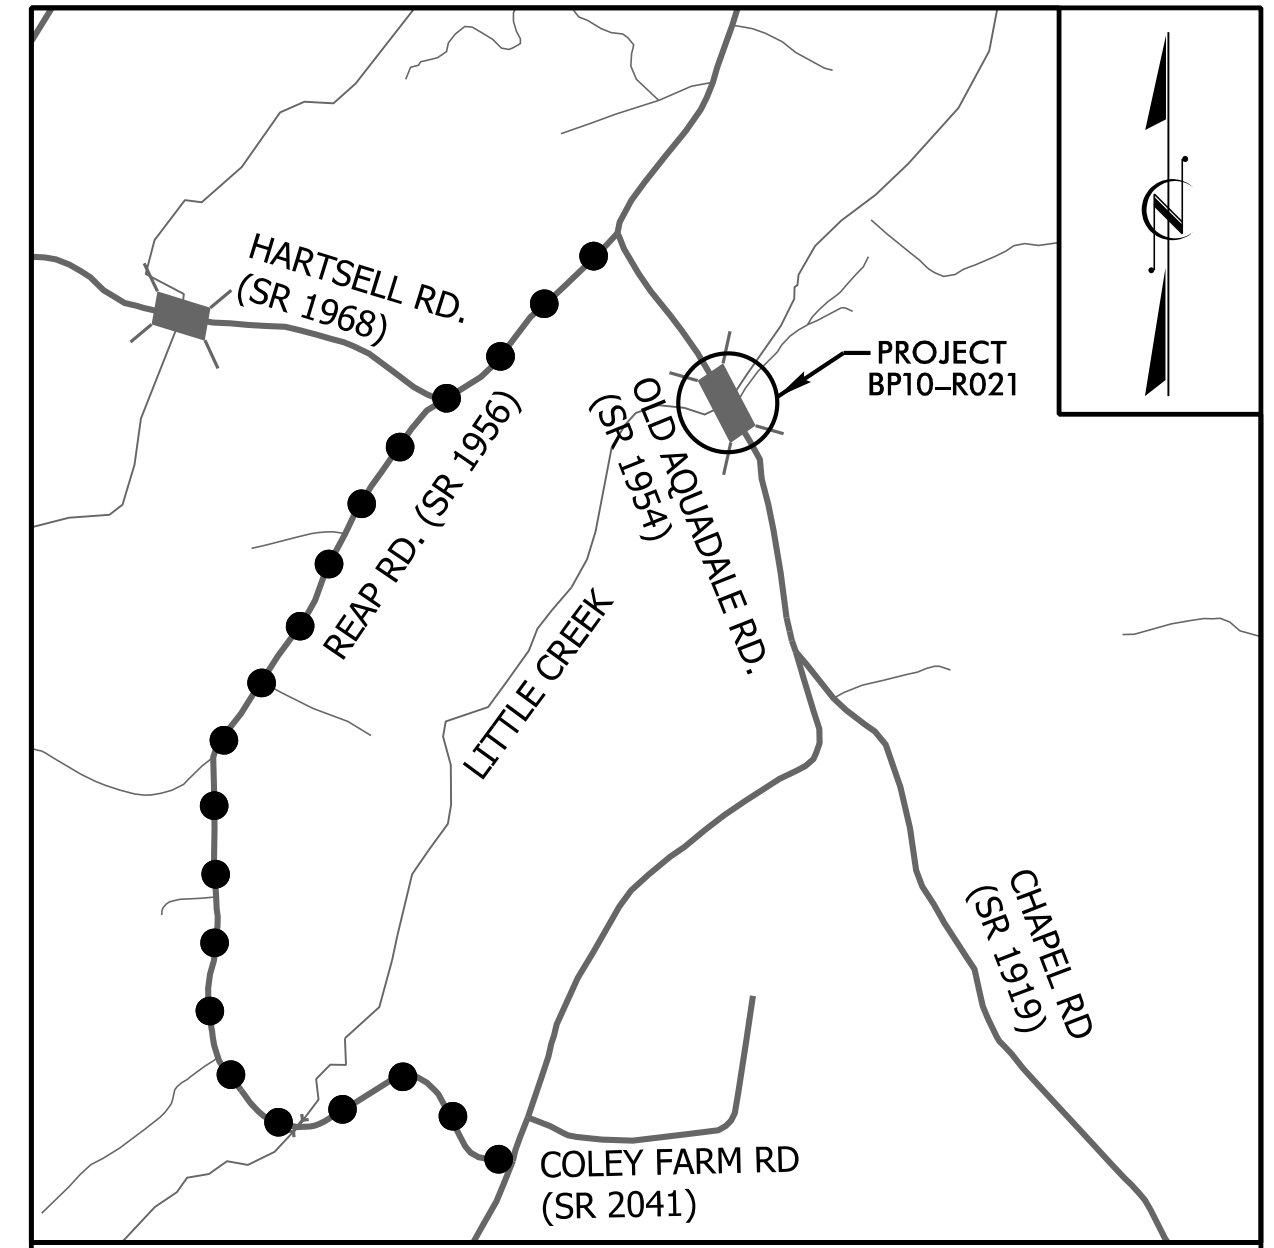 HARTSELL RD.
(SR 1968)
PROJECT
BP10–R021
OLD AQUADALE RD.
(SR 1954)
REAP RD. (SR 1956)
LITTLE CREEK
CHAPEL RD
(SR 1919)
COLEY FARM RD
(SR 2041)
N